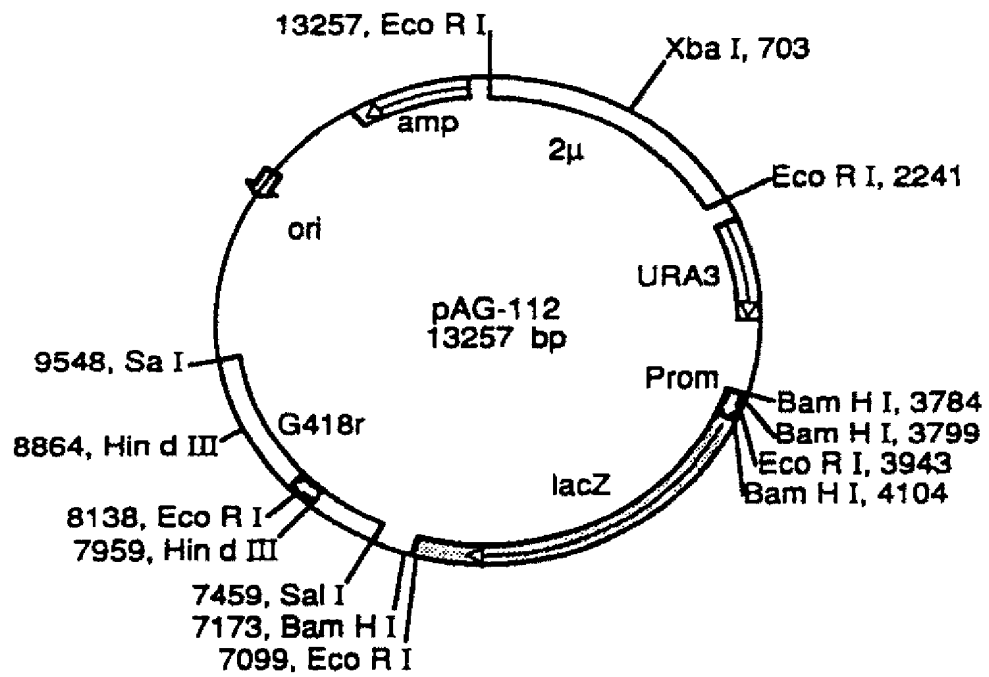 13257, Eco R I
Xba I, 703
amp
2µ
Eco R I, 2241
ori
URA3
pAG-112
13257 bp
9548, Sa I
Prom
Bam H I, 3784
G418r
Bam H I, 3799
8864, Hin d III
Eco R I, 3943
lacZ
Bam H I, 4104
8138, Eco R I
7959, Hin d III
7459, Sal I
7173, Bam H I
7099, Eco R I